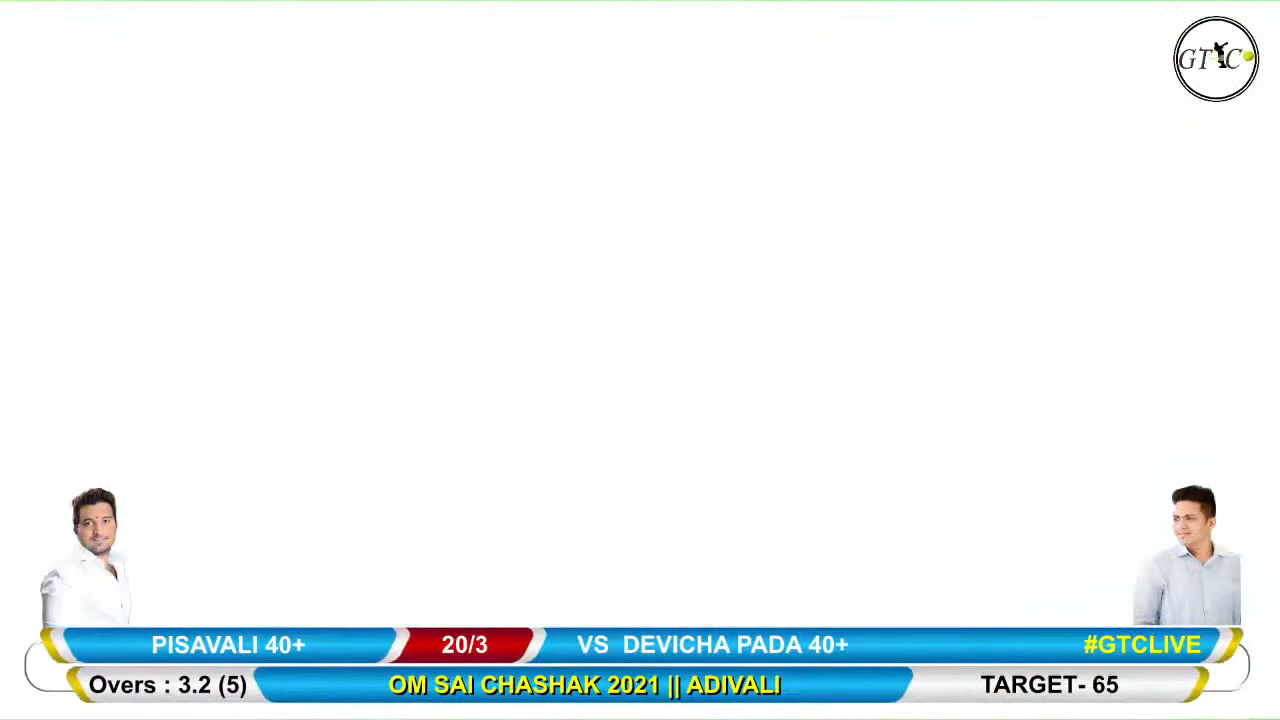 GTC
PISAVALI 40+ 20/3 VS DEVICHA PADA 40+ #GTCLIVE
Overs : 3.2 (5) OM SAI CHASHAK 2021 || ADIVALI TARGET- 65